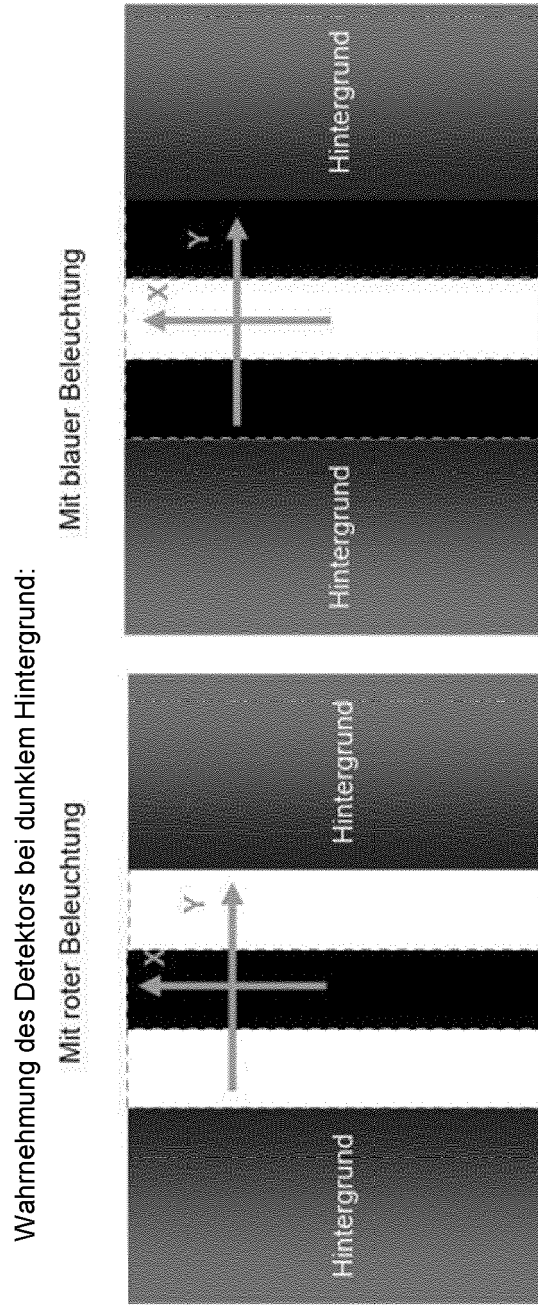 Wahrnehmung des Detektors bei dunklem Hintergrund:
Mit roter Beleuchtung
Hintergrund
X
Y
Hintergrund
Mit blauer Beleuchtung
Hintergrund
X
Y
Hintergrund